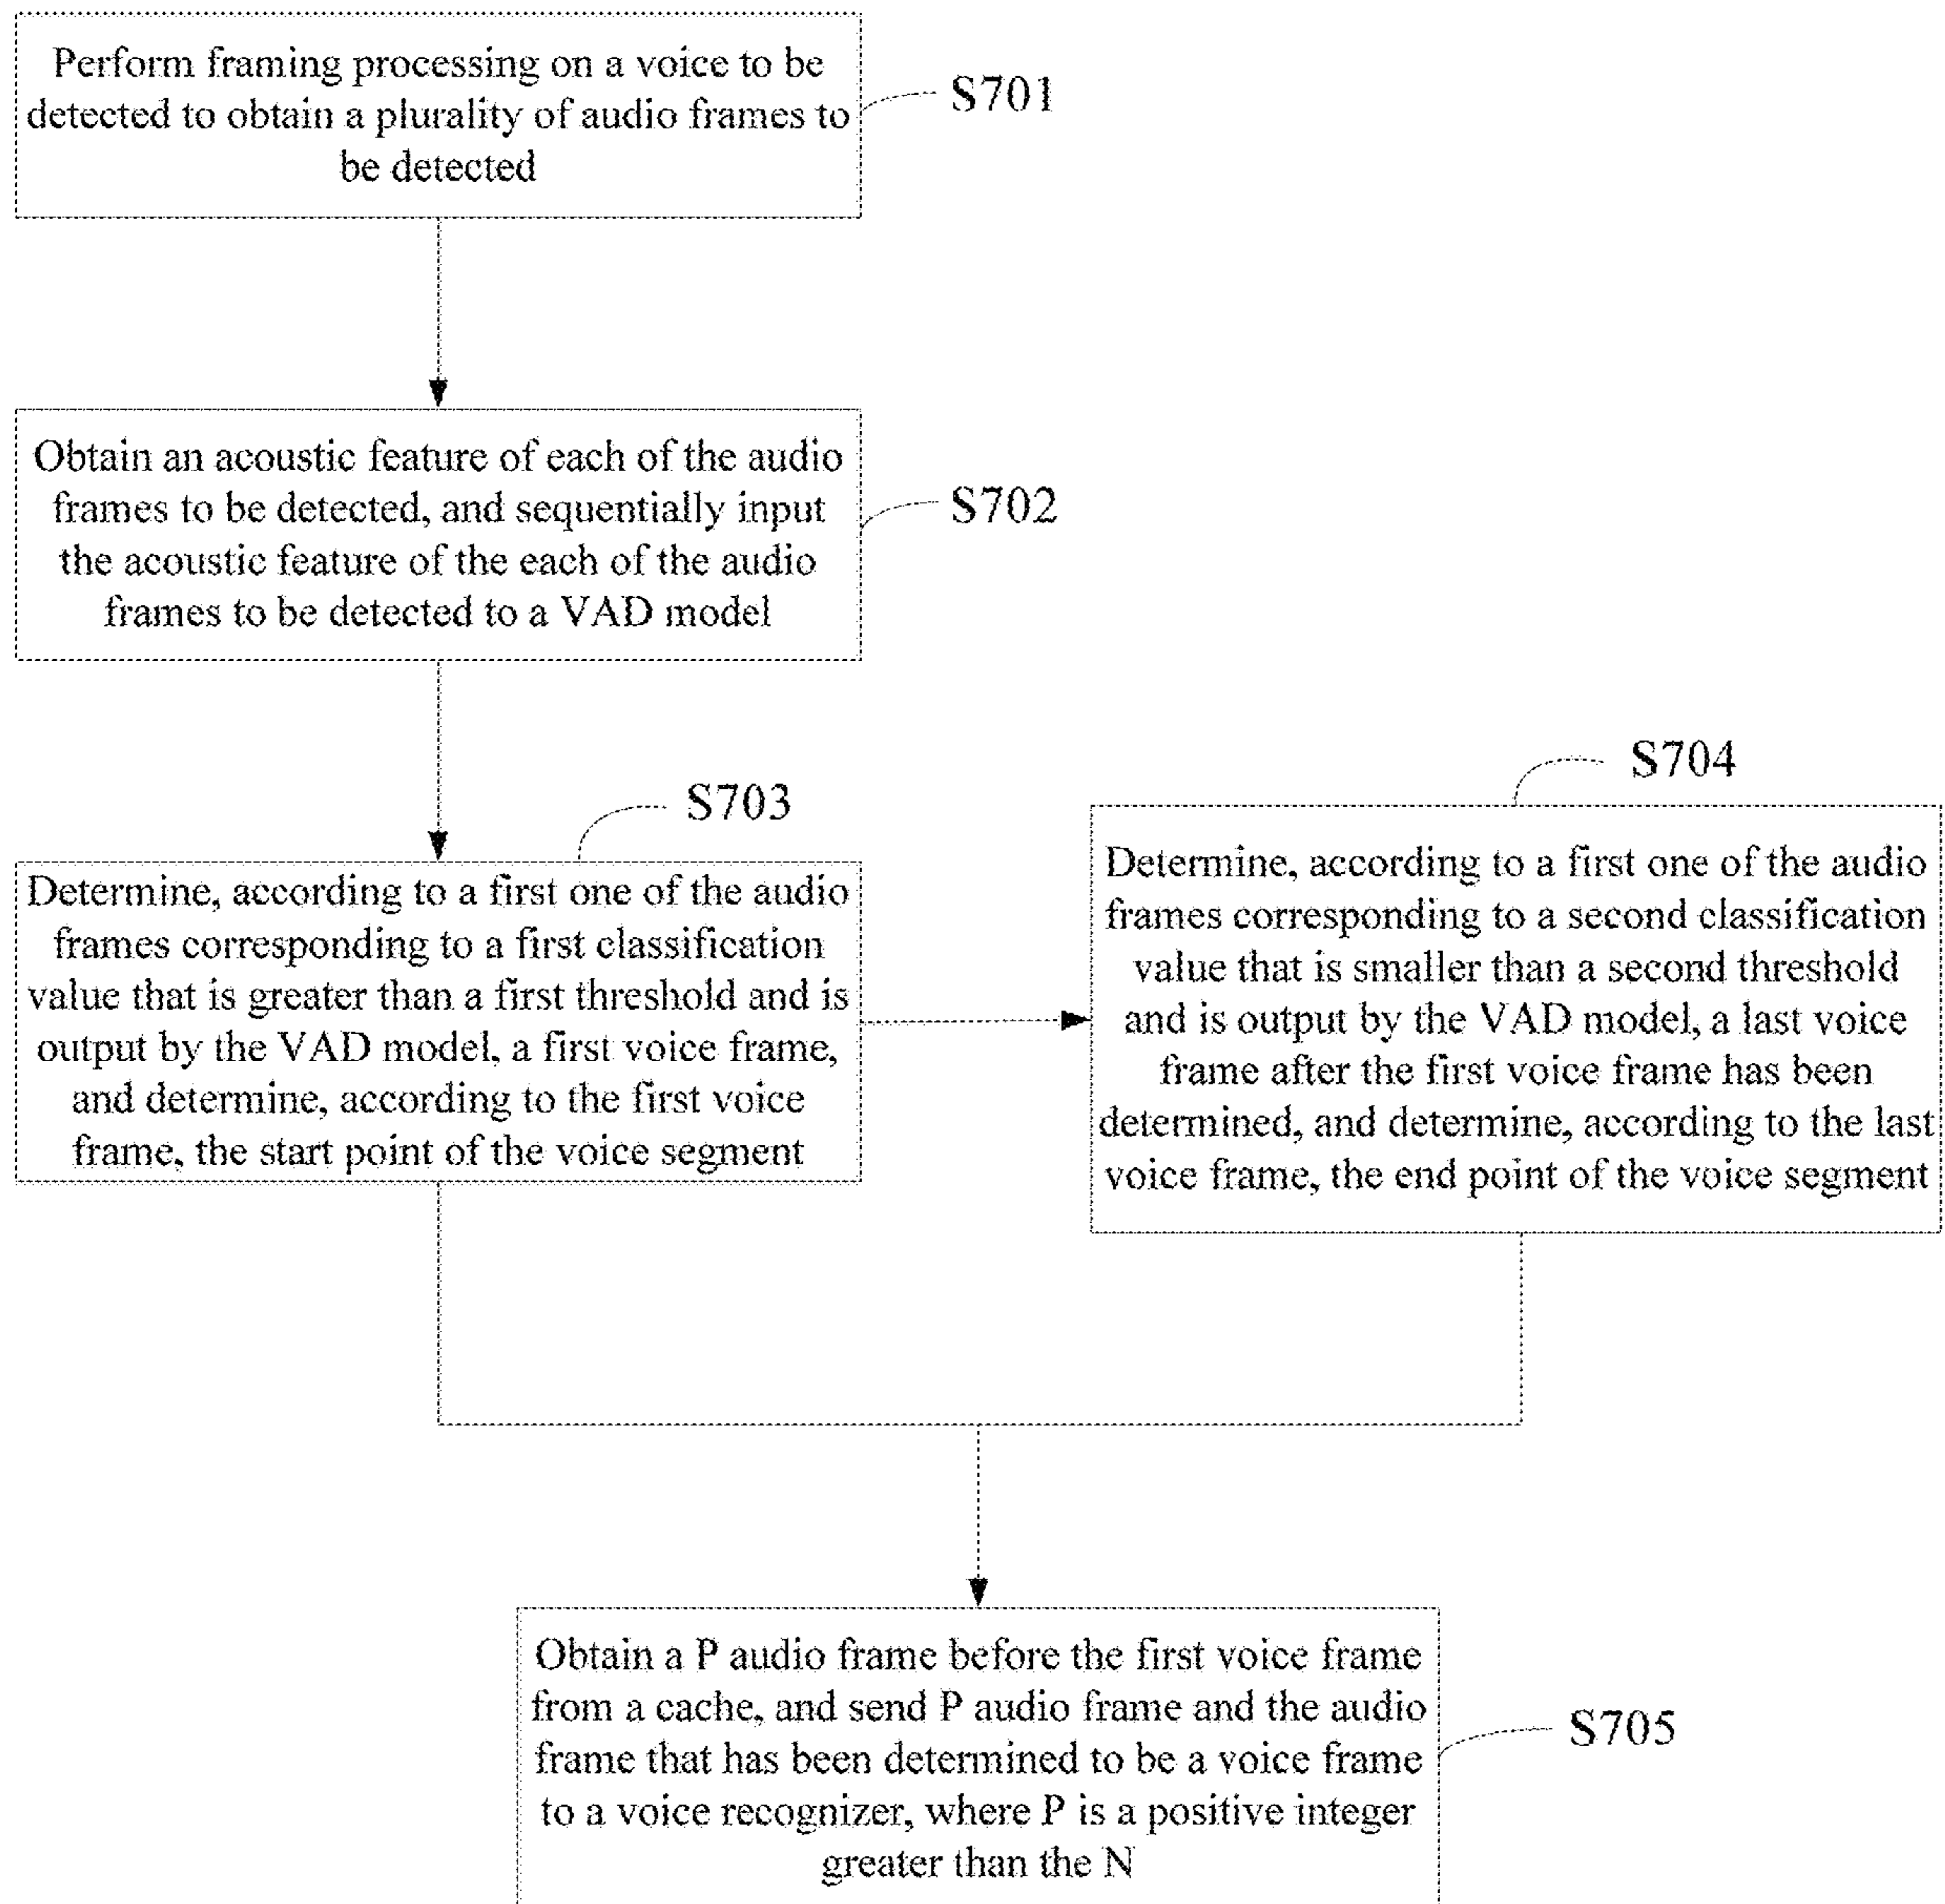 Perform framing processing on a voice to be
detected to obtain a plurality of audio frames to
be detected
S701
Obtain an acoustic feature of each of the audio
frames to be detected, and sequentially input
the acoustic feature of the each of the audio
frames to be detected to a VAD model
S702
S703
Determine, according to a first one of the audio
frames corresponding to a first classification
value that is greater than a first threshold and is
output by the VAD model, a first voice frame,
and determine, according to the first voice
frame, the start point of the voice segment
S704
Determine, according to a first one of the audio
frames corresponding to a second classification
value that is smaller than a second threshold
and is output by the VAD model, a last voice
frame after the first voice frame has been
determined, and determine, according to the last
voice frame, the end point of the voice segment
Obtain a P audio frame before the first voice frame
from a cache, and send P audio frame and the audio
frame that has been determined to be a voice frame
to a voice recognizer, where P is a positive integer
greater than the N
S705